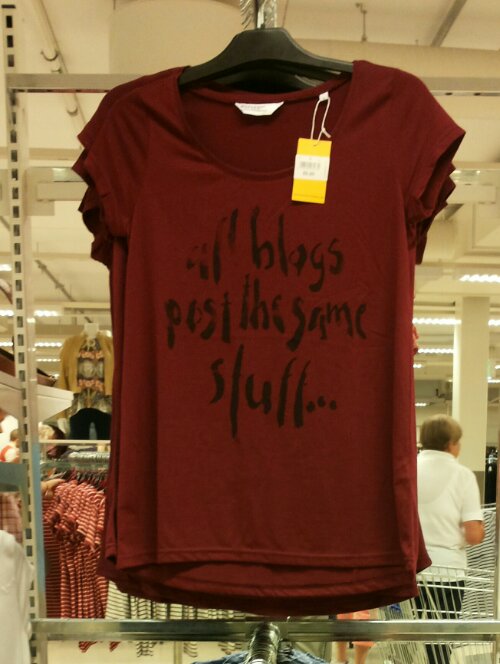 all blogs
post the same
stuff...